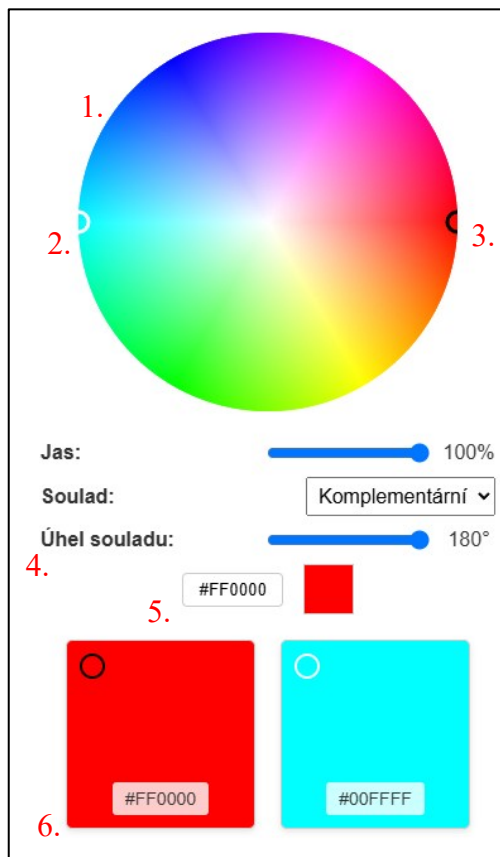 1.
2.
3.
Jas: 100%
Soulad: Komplementární
Úhel souladu: 180°
4.
#FF0000
5.
#FF0000 #00FFFF
6.